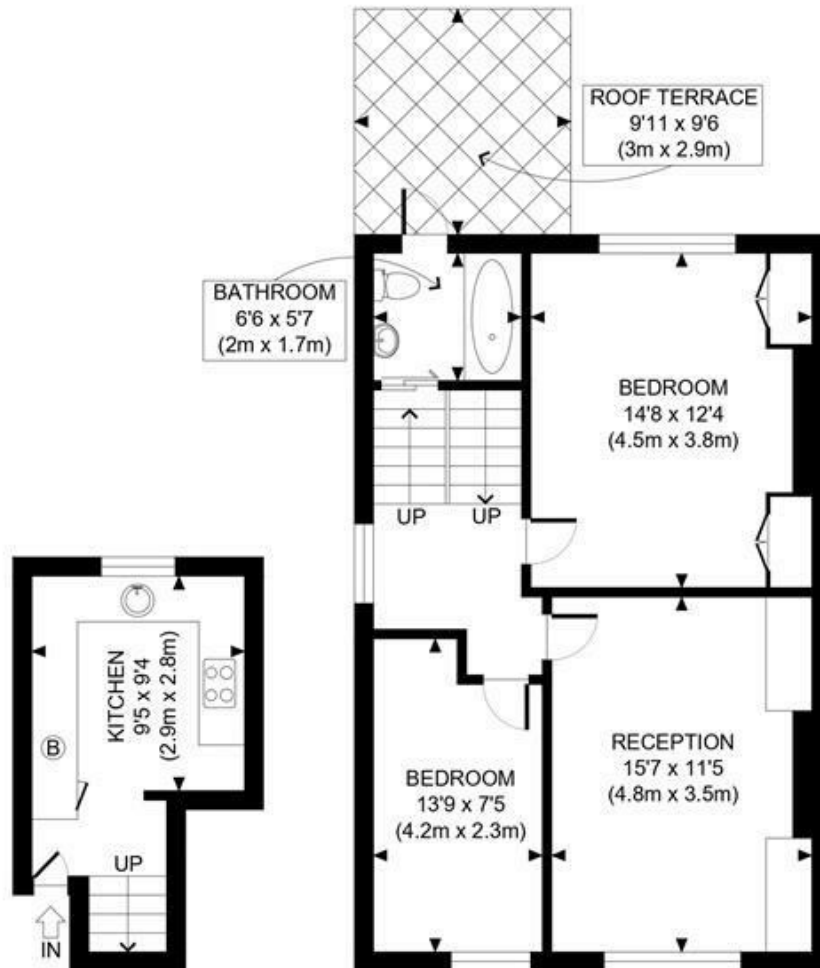 ROOF TERRACE
9'11 x 9'6
(3m x 2.9m)
BATHROOM
6'6 x 5'7
(2m x 1.7m)
BEDROOM
14'8 x 12'4
(4.5m x 3.8m)
UP UP
KITCHEN
9'5 x 9'4
(2.9m x 2.8m)
B
UP
IN
BEDROOM
13'9 x 7'5
(4.2m x 2.3m)
RECEPTION
15'7 x 11'5
(4.8m x 3.5m)